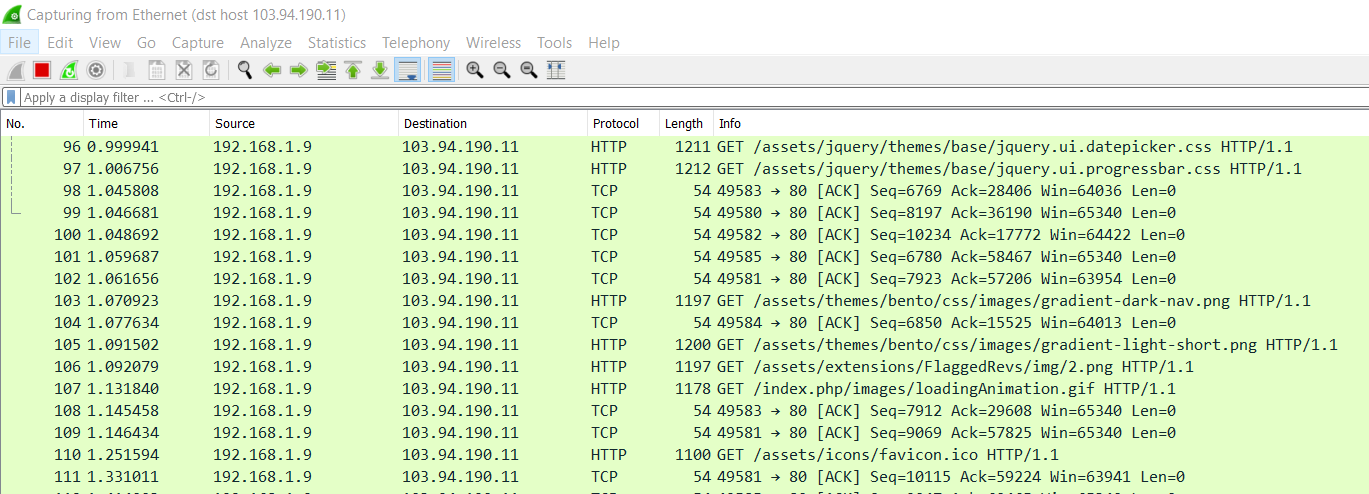 Capturing from Ethernet (dst host 103.94.190.11)
File Edit View Go Capture Analyze Statistics Telephony Wireless Tools Help
Apply a display filter ... <Ctrl-/>
No. Time Source Destination Protocol Length Info
96 0.999941 192.168.1.9 103.94.190.11 HTTP 1211 GET /assets/jquery/themes/base/jquery.ui.datepicker.css HTTP/1.1
97 1.006756 192.168.1.9 103.94.190.11 HTTP 1212 GET /assets/jquery/themes/base/jquery.ui.progressbar.css HTTP/1.1
98 1.045808 192.168.1.9 103.94.190.11 TCP 54 49583 → 80 [ACK] Seq=6769 Ack=28406 Win=64036 Len=0
99 1.046681 192.168.1.9 103.94.190.11 TCP 54 49580 → 80 [ACK] Seq=8197 Ack=36190 Win=65340 Len=0
100 1.048692 192.168.1.9 103.94.190.11 TCP 54 49582 → 80 [ACK] Seq=10234 Ack=17772 Win=64422 Len=0
101 1.059687 192.168.1.9 103.94.190.11 TCP 54 49585 → 80 [ACK] Seq=6780 Ack=58467 Win=65340 Len=0
102 1.061656 192.168.1.9 103.94.190.11 TCP 54 49581 → 80 [ACK] Seq=7923 Ack=57206 Win=63954 Len=0
103 1.070923 192.168.1.9 103.94.190.11 HTTP 1197 GET /assets/themes/bento/css/images/gradient-dark-nav.png HTTP/1.1
104 1.077634 192.168.1.9 103.94.190.11 TCP 54 49584 → 80 [ACK] Seq=6850 Ack=15525 Win=64013 Len=0
105 1.091502 192.168.1.9 103.94.190.11 HTTP 1200 GET /assets/themes/bento/css/images/gradient-light-short.png HTTP/1.1
106 1.092079 192.168.1.9 103.94.190.11 HTTP 1197 GET /assets/extensions/FlaggedRevs/img/2.png HTTP/1.1
107 1.131840 192.168.1.9 103.94.190.11 HTTP 1178 GET /index.php/images/loadingAnimation.gif HTTP/1.1
108 1.145458 192.168.1.9 103.94.190.11 TCP 54 49583 → 80 [ACK] Seq=7912 Ack=29608 Win=65340 Len=0
109 1.146434 192.168.1.9 103.94.190.11 TCP 54 49581 → 80 [ACK] Seq=9069 Ack=57825 Win=65340 Len=0
110 1.251594 192.168.1.9 103.94.190.11 HTTP 1100 GET /assets/icons/favicon.ico HTTP/1.1
111 1.331011 192.168.1.9 103.94.190.11 TCP 54 49581 → 80 [ACK] Seq=10115 Ack=59224 Win=63941 Len=0